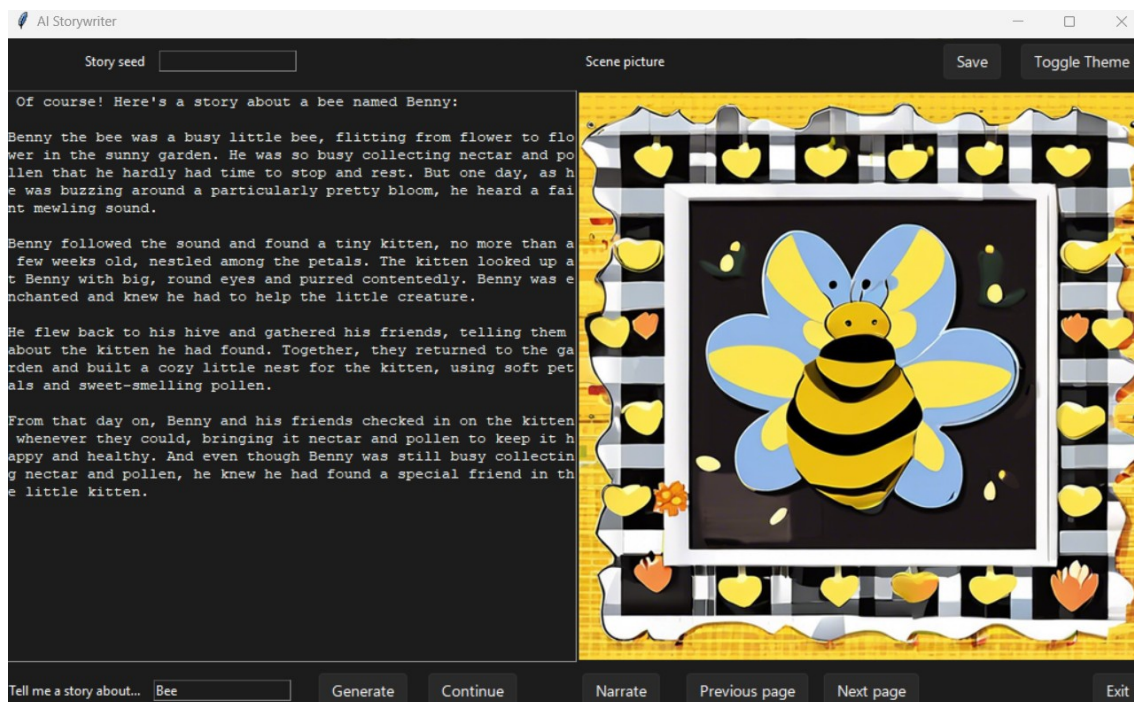 AI Storywriter
Story seed
Scene picture
Save
Toggle Theme
Of course! Here's a story about a bee named Benny:
Benny the bee was a busy little bee, flitting from flower to flo
wer in the sunny garden. He was so busy collecting nectar and po
llen that he hardly had time to stop and rest. But one day, as h
e was buzzing around a particularly pretty bloom, he heard a fai
nt mewling sound.
Benny followed the sound and found a tiny kitten, no more than a
few weeks old, nestled among the petals. The kitten looked up a
t Benny with big, round eyes and purred contentedly. Benny was e
nchanted and knew he had to help the little creature.
He flew back to his hive and gathered his friends, telling them
about the kitten he had found. Together, they returned to the ga
rden and built a cozy little nest for the kitten, using soft pet
als and sweet-smelling pollen.
From that day on, Benny and his friends checked in on the kitten
whenever they could, bringing it nectar and pollen to keep it h
appy and healthy. And even though Benny was still busy collectin
g nectar and pollen, he knew he had found a special friend in th
e little kitten.
Tell me a story about...
Bee
Generate
Continue
Narrate
Previous page
Next page
Exit